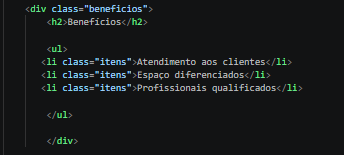 <div class="beneficios">
<h2>Benefícios</h2>
<ul>
<li class="itens">Atendimento aos clientes</li>
<li class="itens">Espaço diferenciados</li>
<li class="itens">Profissionais qualificados</li>
</ul>
</div>